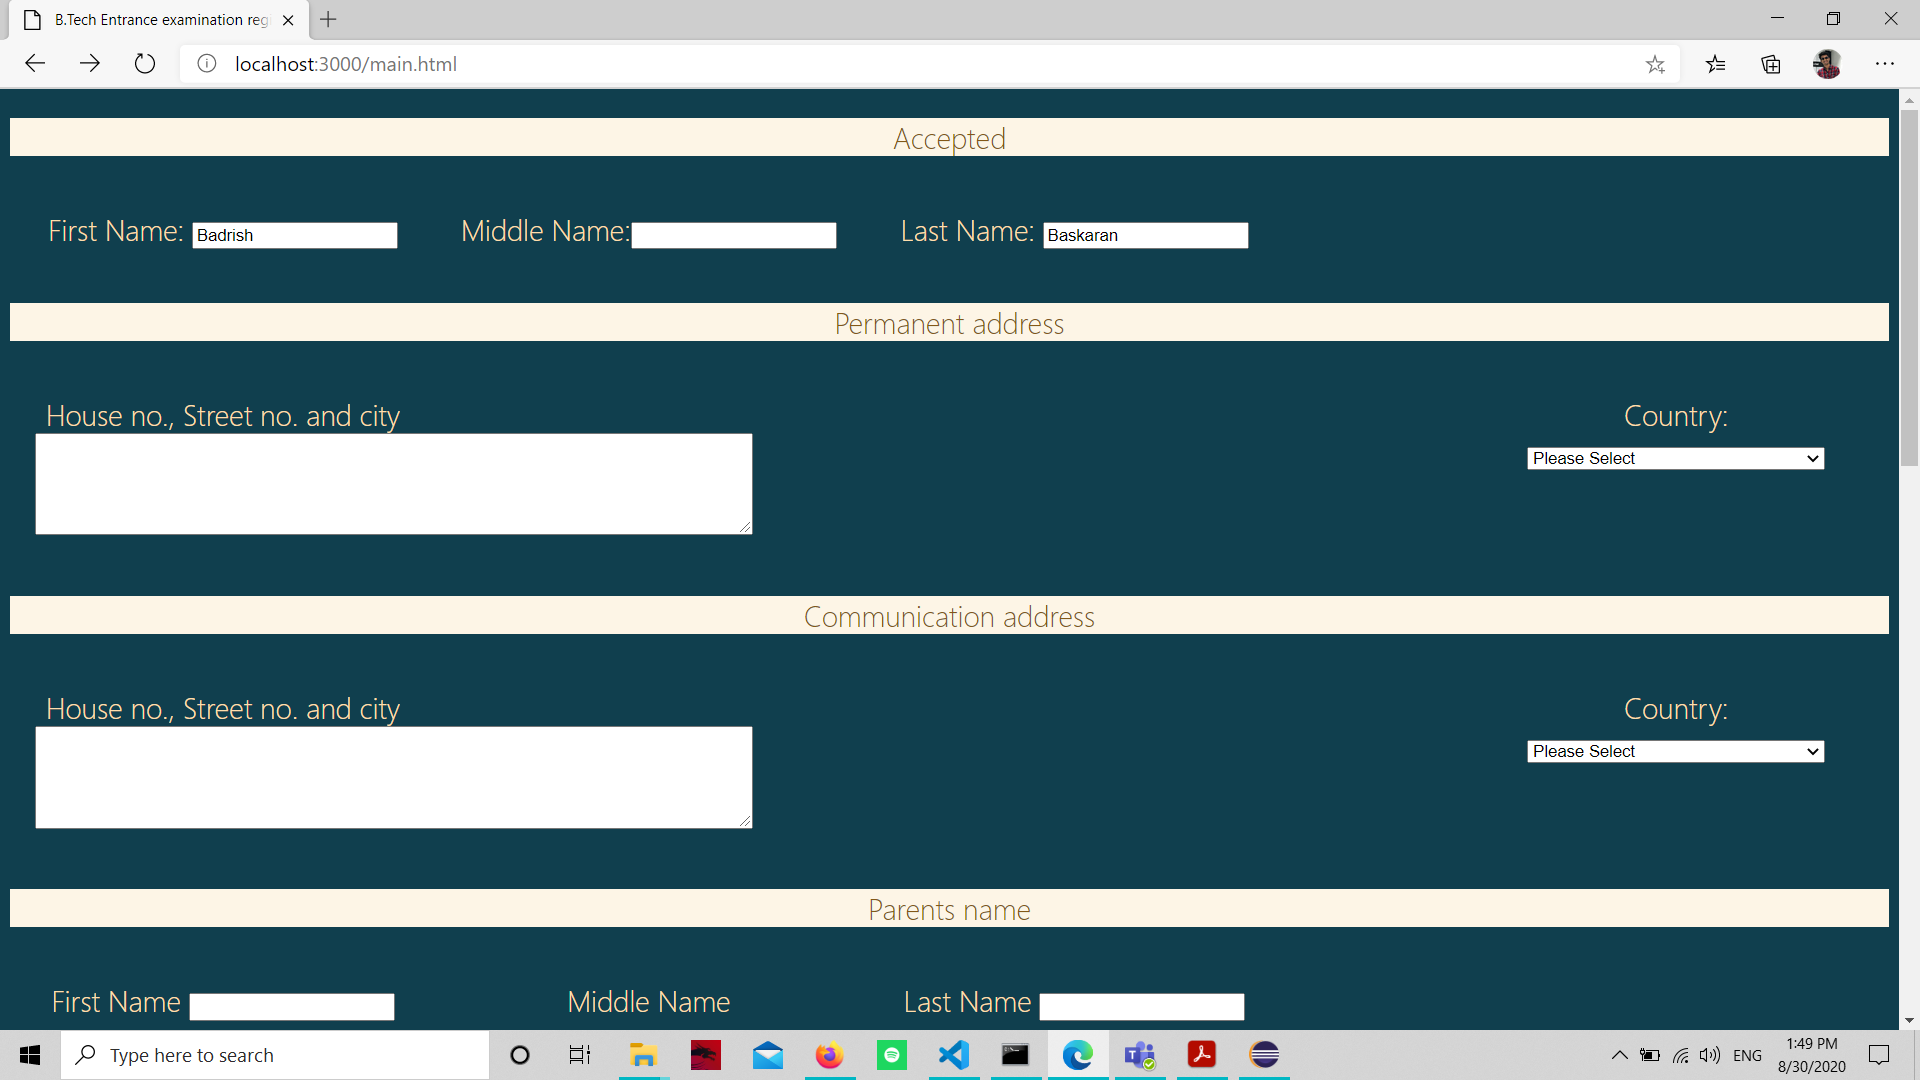 B.Tech Entrance examination reg
localhost:3000/main.html
Accepted
First Name: Badrish Middle Name: Last Name: Baskaran
Permanent address
House no., Street no. and city Country:
Please Select
Communication address
House no., Street no. and city Country:
Please Select
Parents name
First Name Middle Name Last Name
Type here to search
ENG
1:49 PM
8/30/2020